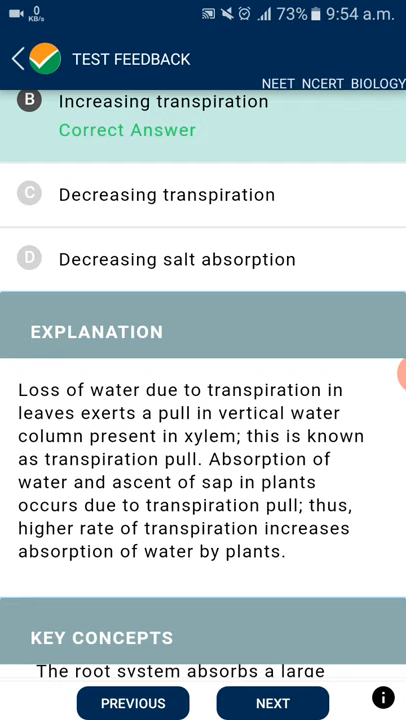 0
KB/s
73% 9:54 a.m.
TEST FEEDBACK
NEET NCERT BIOLOGY
B Increasing transpiration
Correct Answer
C Decreasing transpiration
D Decreasing salt absorption
EXPLANATION
Loss of water due to transpiration in
leaves exerts a pull in vertical water
column present in xylem; this is known
as transpiration pull. Absorption of
water and ascent of sap in plants
occurs due to transpiration pull; thus,
higher rate of transpiration increases
absorption of water by plants.
KEY CONCEPTS
The root system absorbs a large
PREVIOUS
NEXT
i